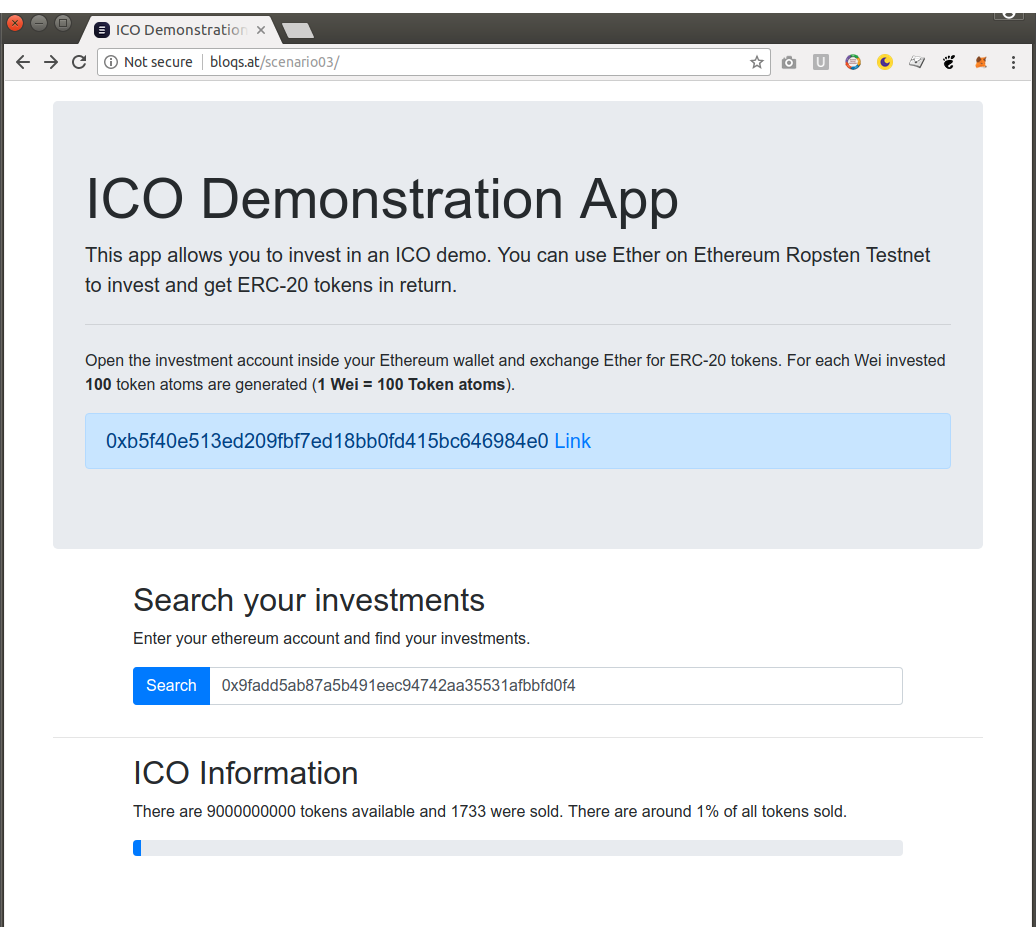 ICO Demonstration
Not secure | bloqs.at/scenario03/
ICO Demonstration App
This app allows you to invest in an ICO demo. You can use Ether on Ethereum Ropsten Testnet
to invest and get ERC-20 tokens in return.
Open the investment account inside your Ethereum wallet and exchange Ether for ERC-20 tokens. For each Wei invested
100 token atoms are generated (1 Wei = 100 Token atoms).
0xb5f40e513ed209fbf7ed18bb0fd415bc646984e0 Link
Search your investments
Enter your ethereum account and find your investments.
Search 0x9fadd5ab87a5b491eec94742aa35531afbbfd0f4
ICO Information
There are 9000000000 tokens available and 1733 were sold. There are around 1% of all tokens sold.